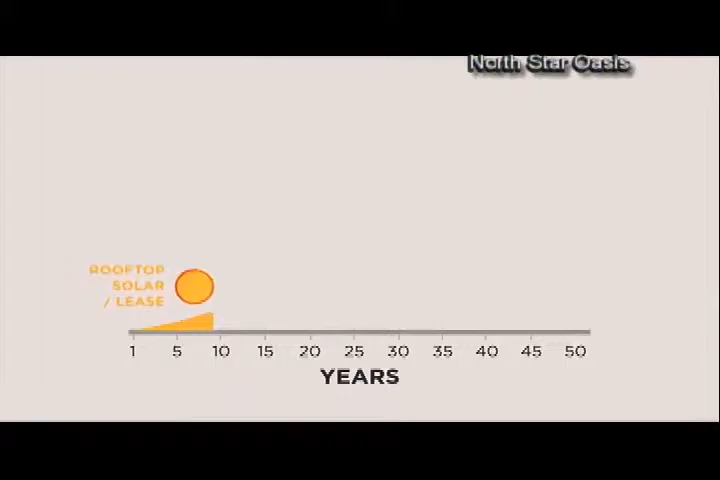 North Star Oasis
ROOFTOP
SOLAR
/ LEASE
1 5 10 15 20 25 30 35 40 45 50
YEARS